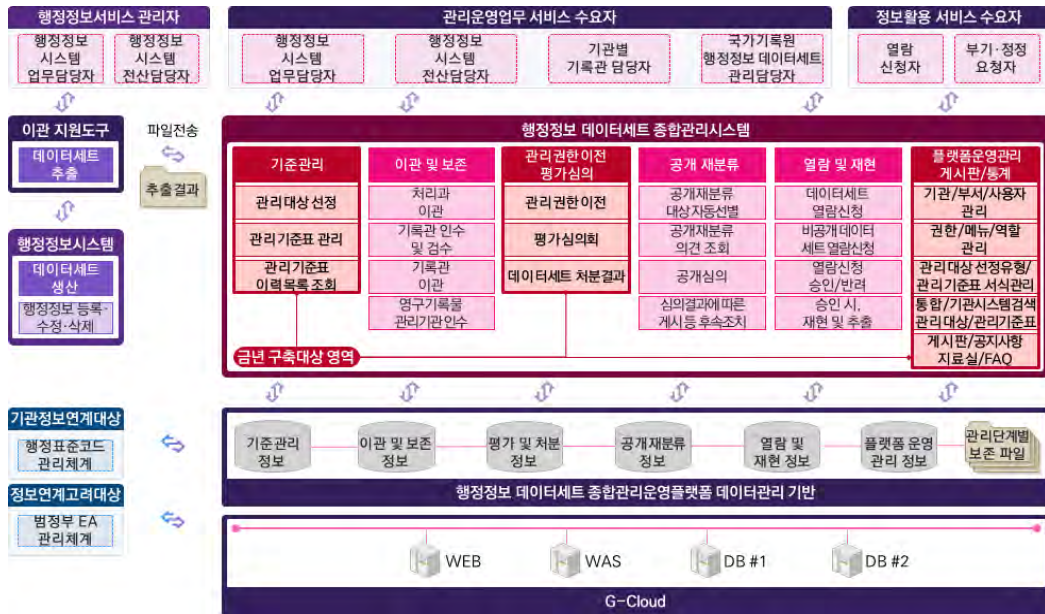 행정정보서비스 관리자
행정정보
시스템
업무담당자
행정정보
시스템
전산담당자
관리운영업무 서비스 수요자
행정정보
시스템
업무담당자
행정정보
시스템
전산담당자
기관별
기록관 담당자
국가기록원
행정정보 데이터세트
관리담당자
정보활용 서비스 수요자
열람
신청자
부기·정정
요청자
이관 지원도구
데이터세트
추출
파일전송
추출결과
행정정보시스템
데이터세트
생산
행정정보 등록·
수정·삭제
행정정보 데이터세트 종합관리시스템
기준관리
관리대상 선정
관리기준표 관리
관리기준표
이력목록 조회
이관 및 보존
처리과
이관
기록관 인수
및 검수
기록관
이관
영구기록물
관리기관 인수
관리권한 이전
평가심의
관리권한 이전
평가심의회
데이터세트 처분결과
공개 재분류
공개재분류
대상 자동선별
공개재분류
의견 조회
공개심의
심의결과에 따른
게시 등 후속조치
열람 및 재현
데이터세트
열람신청
비공개 데이터
세트 열람신청
열람신청
승인/반려
승인 시,
재현 및 추출
플랫폼운영관리
게시판/통계
기관/부서/사용자
관리
권한/메뉴/역할
관리
관리대상 선정유형/
관리기준표 서식관리
통합/기관시스템검색
관리대상/관리기준표
게시판/공지사항
지료실/FAQ
금년 구축대상 영역
기관정보연계대상
행정표준코드
관리체계
정보연계고려대상
범정부 EA
관리체계
기준관리
정보
이관 및 보존
정보
평가 및 처분
정보
공개재분류
정보
열람 및
재현 정보
플랫폼 운영
관리 정보
관리단계별
보존 파일
행정정보 데이터세트 종합관리운영플랫폼 데이터관리 기반
WEB
WAS
DB #1
DB #2
G-Cloud